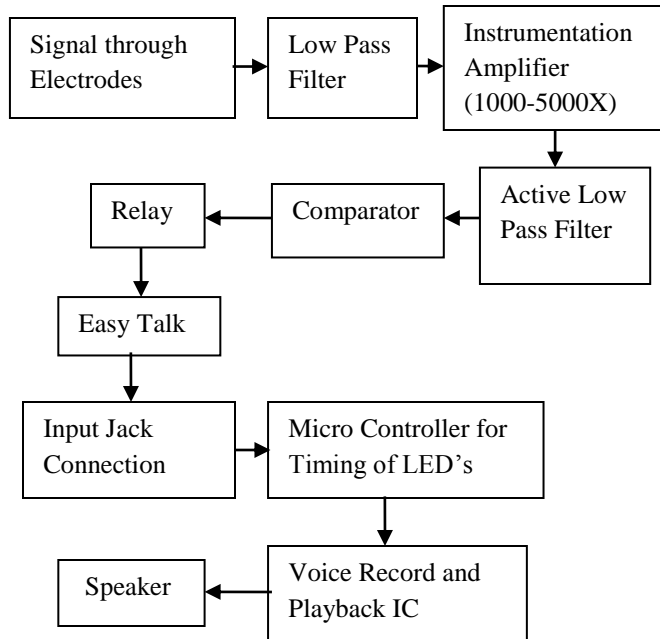 Signal through
Electrodes
Low Pass
Filter
Instrumentation
Amplifier
(1000-5000X)
Relay
Comparator
Active Low
Pass Filter
Easy Talk
Input Jack
Connection
Micro Controller for
Timing of LED’s
Speaker
Voice Record and
Playback IC